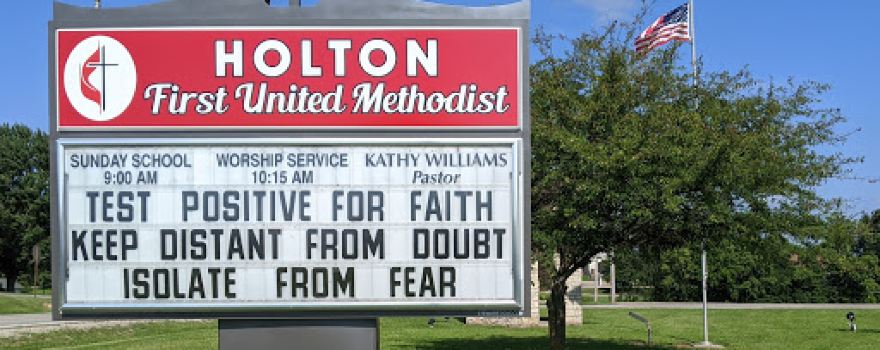 HOLTON
First United Methodist
SUNDAY SCHOOL WORSHIP SERVICE KATHY WILLIAMS
9:00 AM 10:15 AM Pastor
TEST POSITIVE FOR FAITH
KEEP DISTANT FROM DOUBT
ISOLATE FROM FEAR